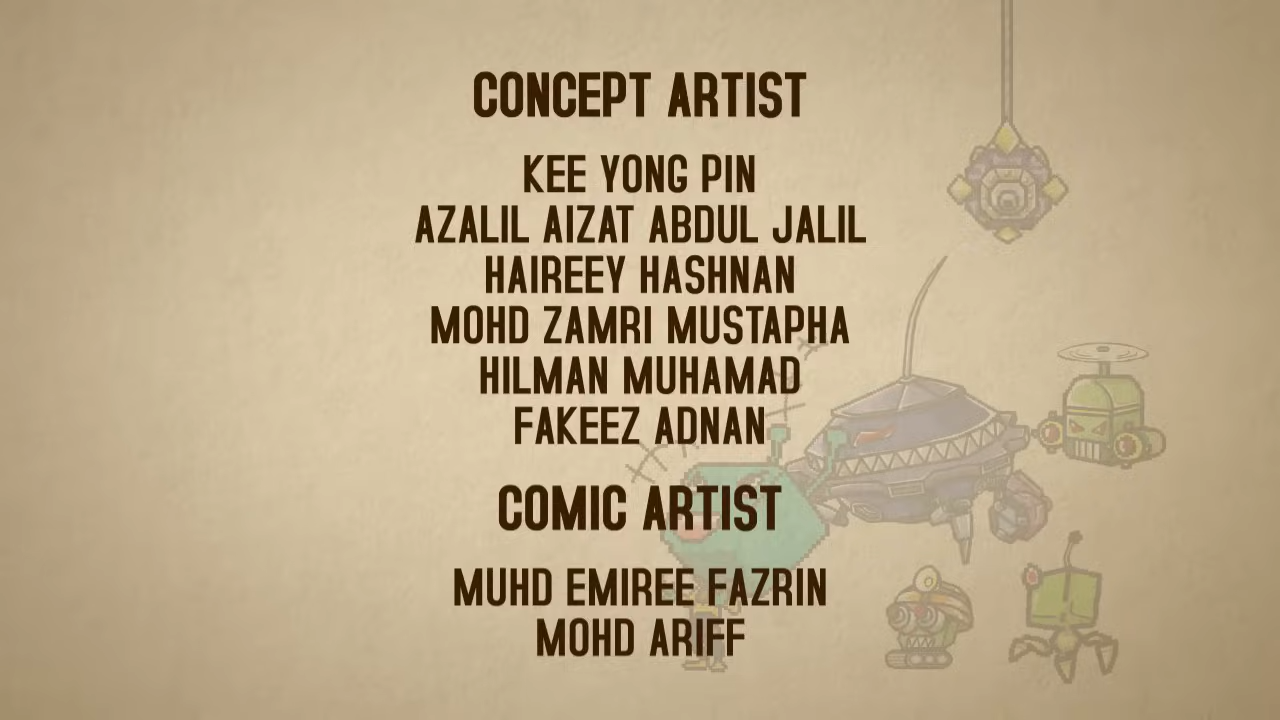 CONCEPT ARTIST
KEE YONG PIN
AZALIL AIZAT ABDUL JALIL
HAIREEY HASHNAN
MOHD ZAMRI MUSTAPHA
HILMAN MUHAMAD
FAKEEZ ADNAN
COMIC ARTIST
MUHD EMIREE FAZRIN
MOHD ARIFF